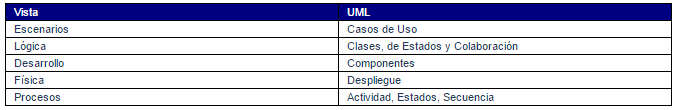 Vista UML
Escenarios Casos de Uso
Lógica Clases, de Estados y Colaboración
Desarrollo Componentes
Física Despliegue
Procesos Actividad, Estados, Secuencia